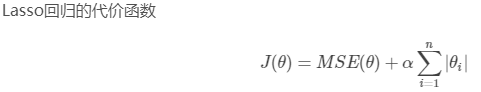 Lasso回归的代价函数
J(θ) = MSE(θ) + α∑_{i=1}^{n}|θ_i|